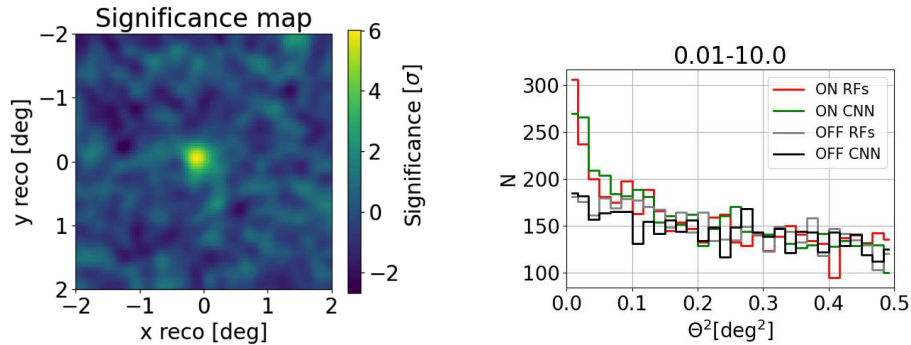 Significance map
−2
−1
0
1
2
y reco [deg]
−2 −1 0 1 2
x reco [deg]
6
4
2
0
−2
Significance [σ]
0.01-10.0
300
250
200
150
100
N
ON RFs
ON CNN
OFF RFs
OFF CNN
0.0 0.1 0.2 0.3 0.4 0.5
Θ²[deg²]